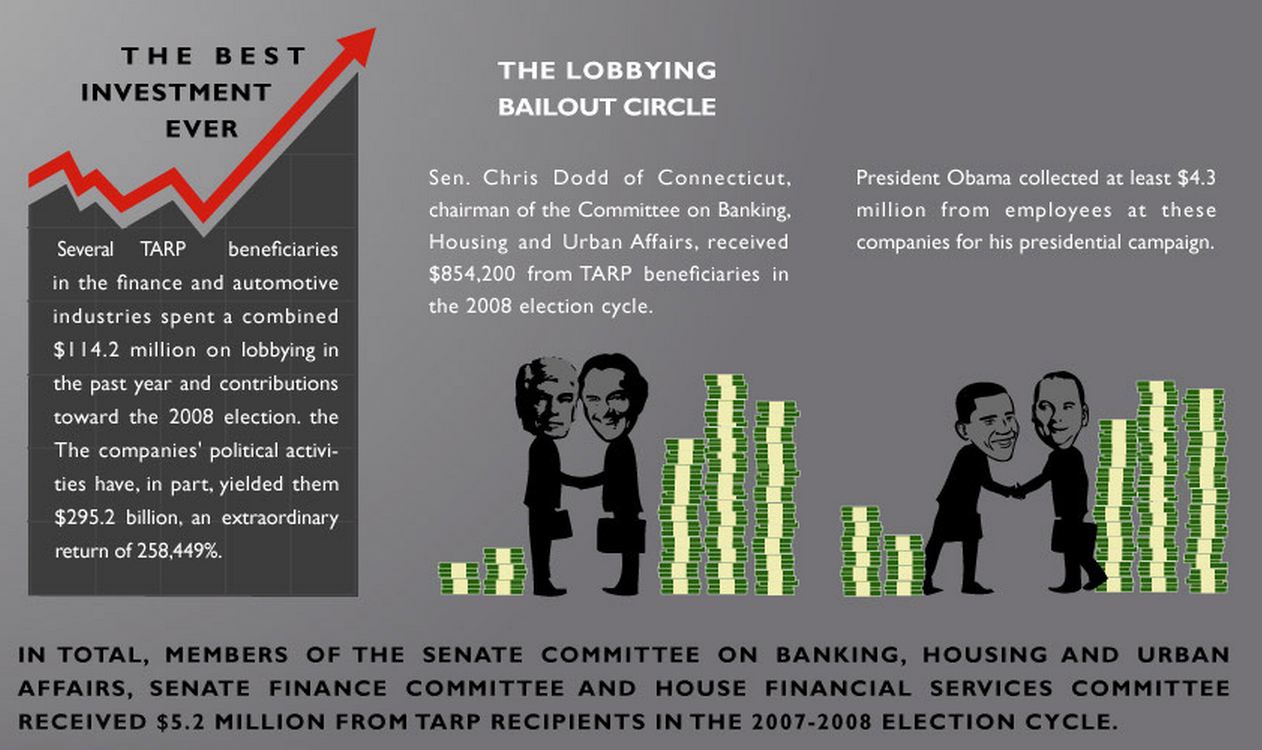 THE BEST
INVESTMENT
EVER
Several TARP beneficiaries
in the finance and automotive
industries spent a combined
$114.2 million on lobbying in
the past year and contributions
toward the 2008 election. the
The companies' political activi-
ties have, in part, yielded them
$295.2 billion, an extraordinary
return of 258,449%.
THE LOBBYING
BAILOUT CIRCLE
Sen. Chris Dodd of Connecticut,
chairman of the Committee on Banking,
Housing and Urban Affairs, received
$854,200 from TARP beneficiaries in
the 2008 election cycle.
President Obama collected at least $4.3
million from employees at these
companies for his presidential campaign.
IN TOTAL, MEMBERS OF THE SENATE COMMITTEE ON BANKING, HOUSING AND URBAN
AFFAIRS, SENATE FINANCE COMMITTEE AND HOUSE FINANCIAL SERVICES COMMITTEE
RECEIVED $5.2 MILLION FROM TARP RECIPIENTS IN THE 2007-2008 ELECTION CYCLE.